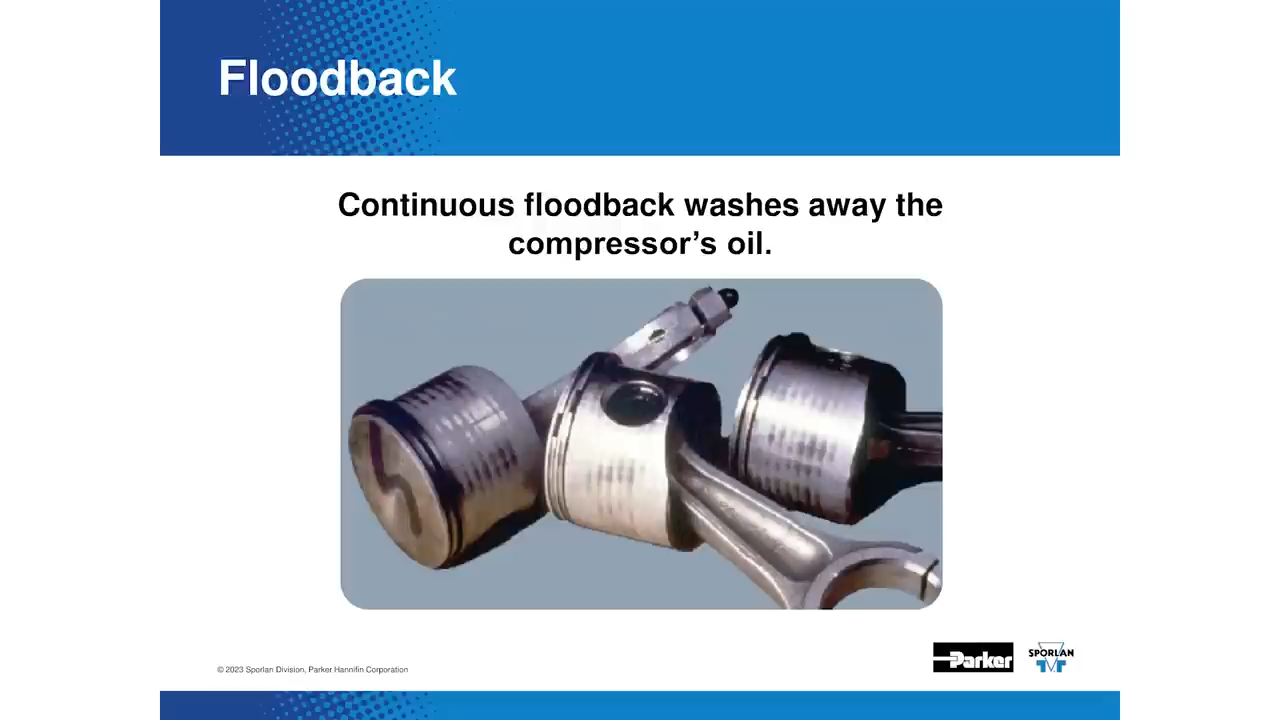 Floodback
Continuous floodback washes away the
compressor’s oil.
© 2023 Sporlan Division, Parker Hannifin Corporation
Parker
SPORLAN